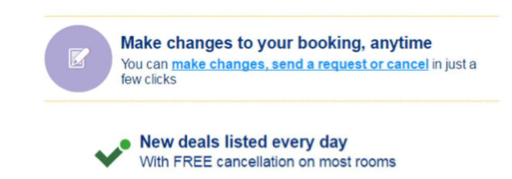 Make changes to your booking, anytime
You can make changes, send a request or cancel in just a
few clicks
New deals listed every day
With FREE cancellation on most rooms